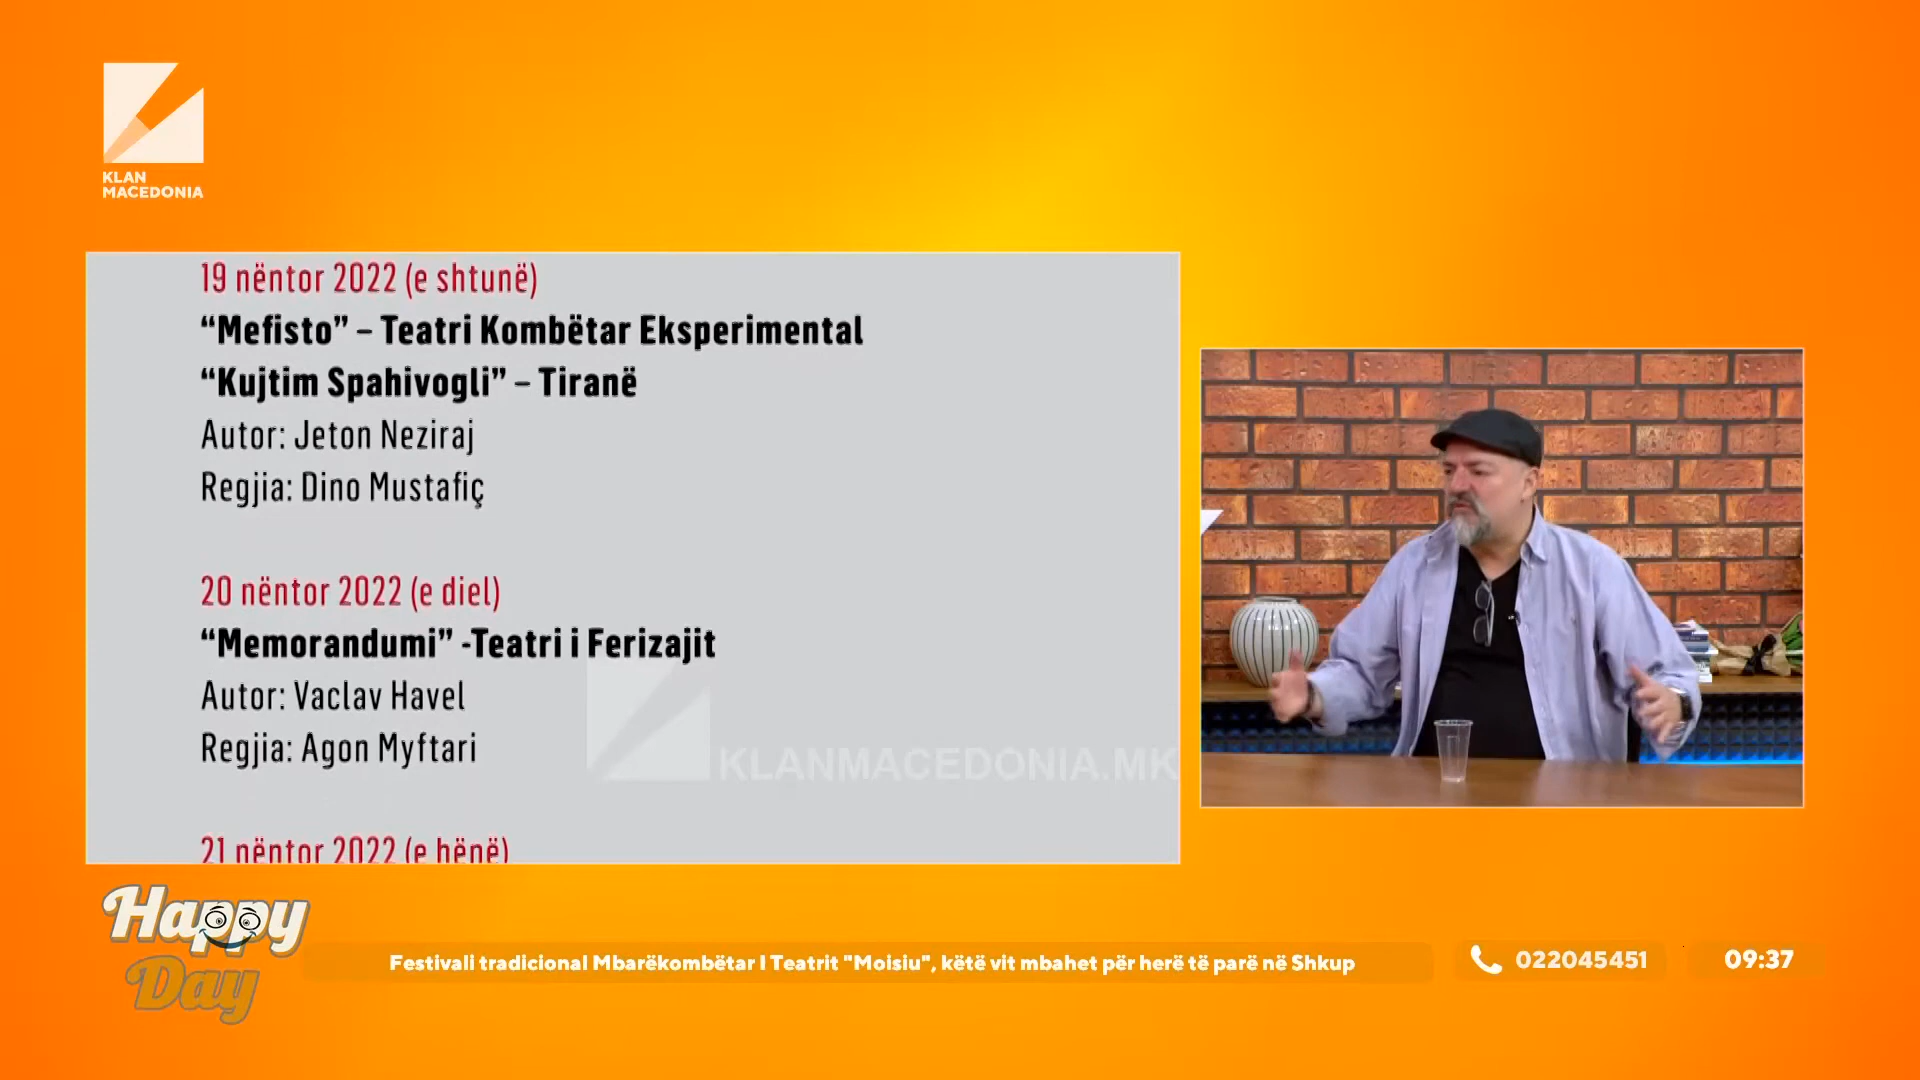 KLAN
MACEDONIA
19 nëntor 2022 (e shtunë)
“Mefisto” – Teatri Kombëtar Eksperimental
“Kujtim Spahivogli” – Tiranë
Autor: Jeton Neziraj
Regjia: Dino Mustafiç
20 nëntor 2022 (e diel)
“Memorandumi” -Teatri i Ferizajit
Autor: Vaclav Havel
Regjia: Agon Myftari
KLANMACEDONIA.MK
21 nëntor 2022 (e hënë)
Happy
Day
Festivali tradicional Mbarëkombëtar I Teatrit "Moisiu", këtë vit mbahet për herë të parë në Shkup
022045451
09:37